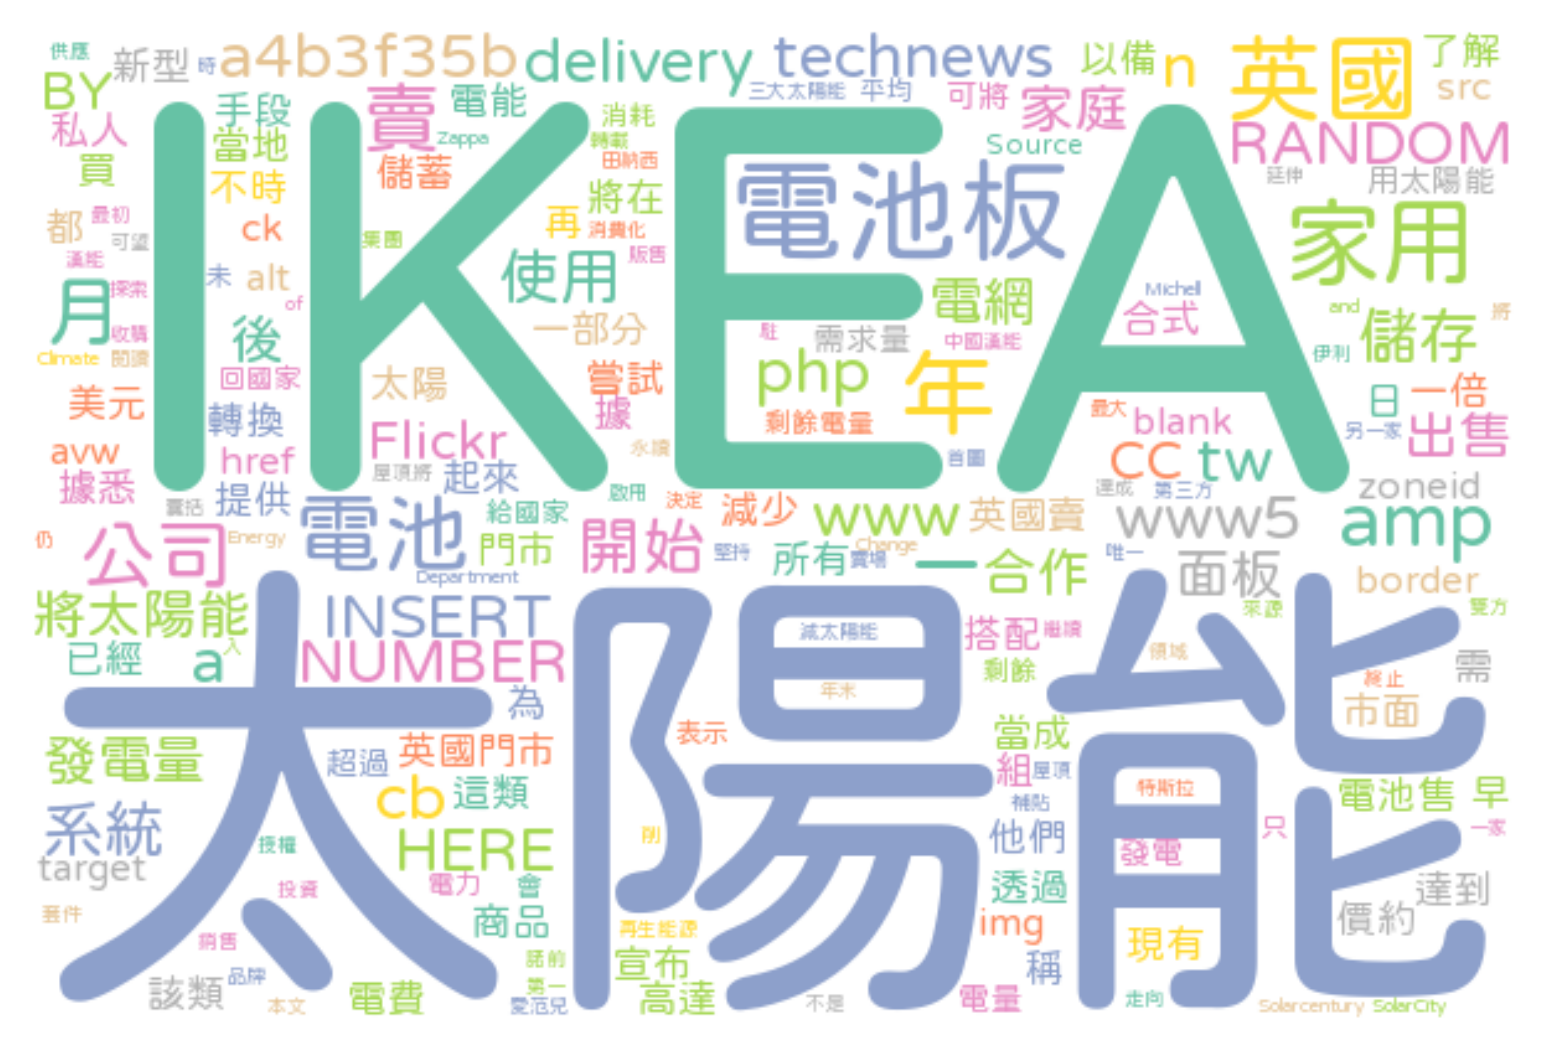 供應 新型 時 a4b3f35b delivery technews 以備 n 英國 了解
BY 手段 賣 電能 消耗 三大太陽能 平均 可將 家庭 src
私人 當地 Zappa 轉載 Source RANDOM
買 不時 儲蓄 田納西 將在 電池板 延伸 用太陽能
都 最初 ck 再 消費化 家用
漢能 可望 未 alt 集團 使用 販售 電網 Michell
月 探索 of 一部分 合式 and 儲存 將
收購 後 駐 需求量 中國漢能 伊利
Climate 閱讀 回國家 太陽 嘗試 php 年 日 一倍
美元 轉換 據 剩餘電量 最大 blank 另一家 出售
IKEA
avw href Flickr 永續 首圖 CC tw
據悉 提供 屋頂將 起來 啟用 決定 達成 第三方 zoneid
囊括 電池 給國家 減少 www 英國賣 www5 amp
仍 公司 Energy 門市 開始 堅持 所有 Change 賣場 一 合作 唯一 面板
Department border
將太陽能 INSERT 減太陽能 搭配 繼續 來源 雙方
已經 a 入 NUMBER 剩餘 領域 需
年末 終止
為 表示 市面
太陽能
發電量 超過 英國門市 當成
系統 cb 這類 組 屋頂 特斯拉 電池售 早
target 授權 HERE 削 補貼 他們 發電 只 一家
投資 電力 會 透過 達到
套件 商品 再生能源 img 價約
銷售 宣布 現有
該類 品牌 諾前 稱
本文 電費 第一 高達 不是 電量 走向
愛范兒 Solarcentury SolarCity